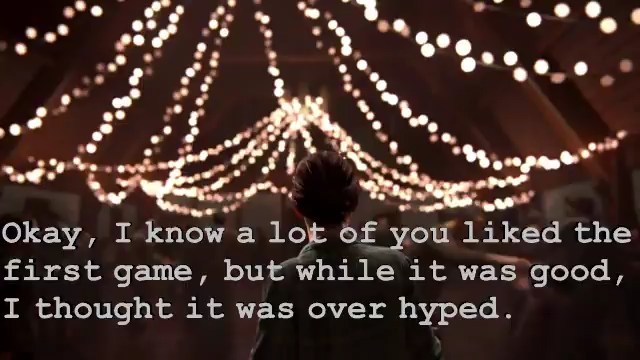 Okay, I know a lot of you liked the
first game, but while it was good,
I thought it was over hyped.